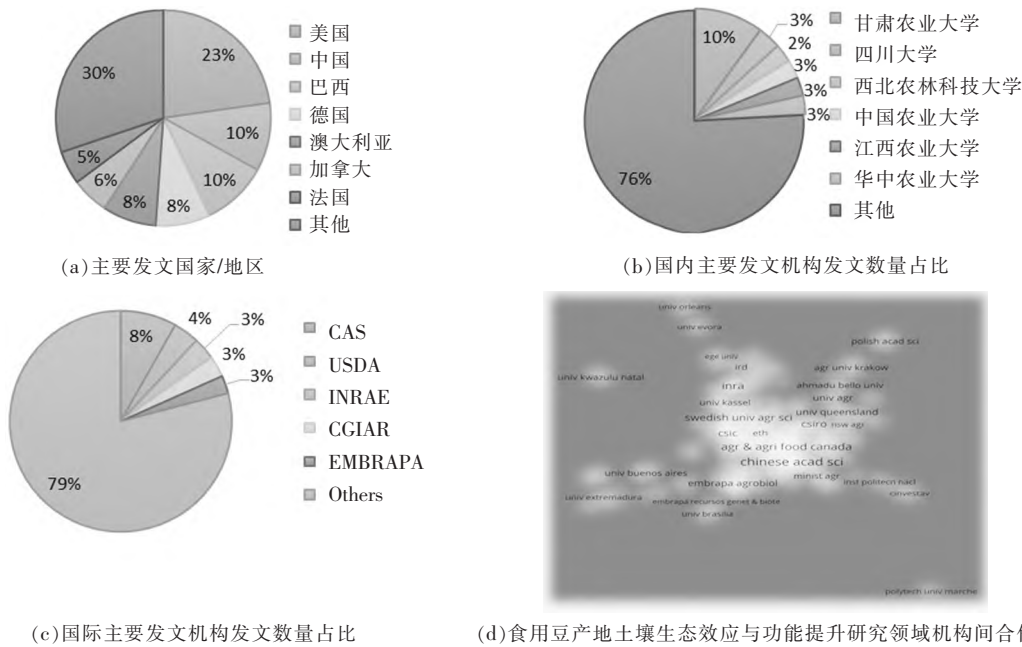 23%
10%
10%
8%
8%
6%
5%
30%
美国
中国
巴西
德国
澳大利亚
加拿大
法国
其他
(a)主要发文国家/地区
10%
3%
2%
3%
3%
3%
76%
甘肃农业大学
四川大学
西北农林科技大学
中国农业大学
江西农业大学
华中农业大学
其他
(b)国内主要发文机构发文数量占比
8%
4%
3%
3%
3%
79%
CAS
USDA
INRAE
CGIAR
EMBRAPA
Others
(c)国际主要发文机构发文数量占比
univ orleans
univ evora
polish acad sci
ege univ
ird
agr univ krakow
univ kwazulu natal
inra
ahmadu bello univ
univ kassel
univ agr
swedish univ agr sci
univ queensland
csiro
nsw agr
csic
eth
agr & agri food canada
chinese acad sci
univ buenos aires
minist agr
embrapa agrobiol
inst politecn nacl
univ extremadura
embrapa recursos genet & biote
cinvestav
univ brasilia
polytech univ marche
(d)食用豆产地土壤生态效应与功能提升研究领域机构间合